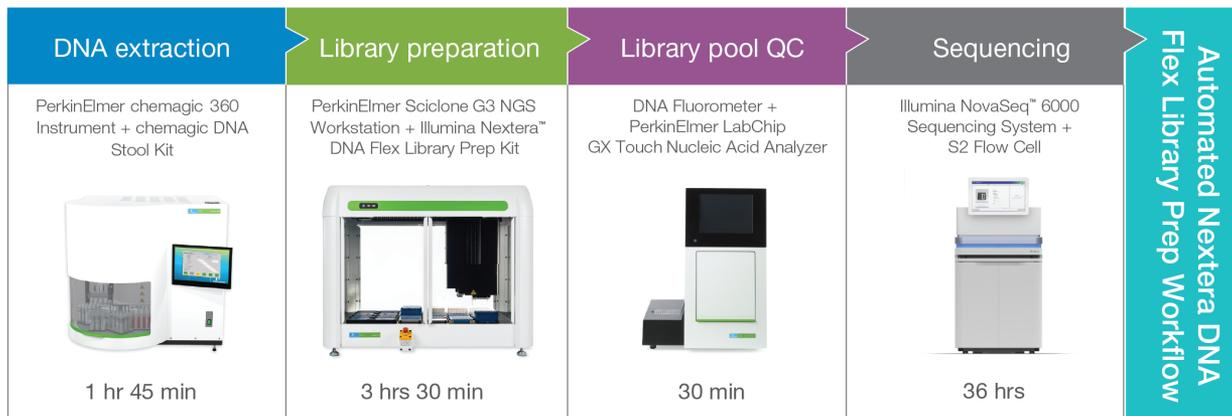 DNA extraction
PerkinElmer chemagic 360
Instrument + chemagic DNA
Stool Kit
1 hr 45 min
Library preparation
PerkinElmer Sciclone G3 NGS
Workstation + Illumina Nextera™
DNA Flex Library Prep Kit
3 hrs 30 min
Library pool QC
DNA Fluorometer +
PerkinElmer LabChip
GX Touch Nucleic Acid Analyzer
30 min
Sequencing
Illumina NovaSeq™ 6000
Sequencing System +
S2 Flow Cell
36 hrs
Automated Nextera DNA
Flex Library Prep Workflow